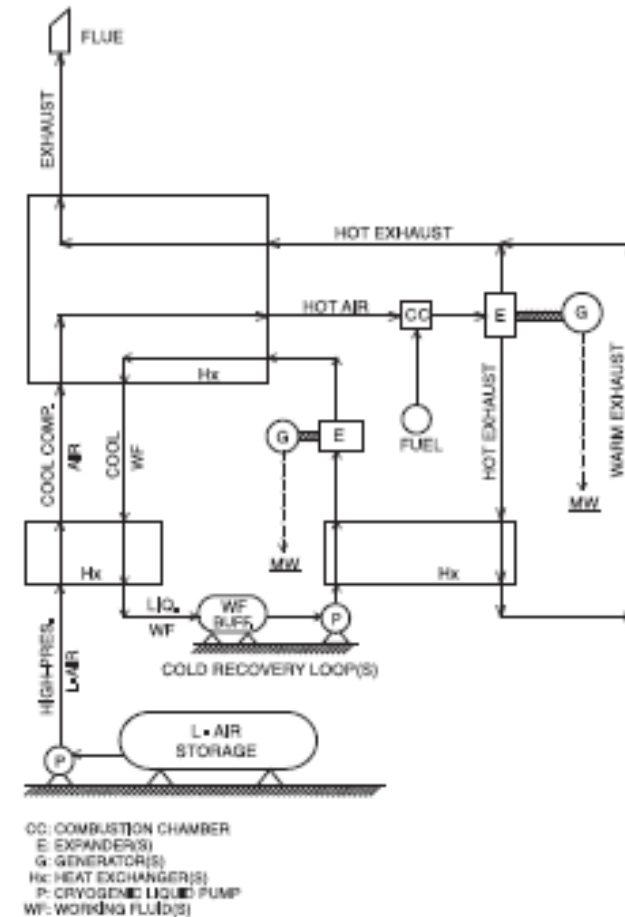 FLUE
EXHAUST
HOT EXHAUST
HOT AIR
CC
E
G
Hx
COOL COMP.
AIR
COOL
WF
G
E
FUEL
HOT EXHAUST
WARM EXHAUST
MW
MW
Hx
Hx
LIQ.
WF
WF
BUFF.
P
COLD RECOVERY LOOP(S)
HIGH-PRES.
L•AIR
L•AIR
STORAGE
P
CC: COMBUSTION CHAMBER
E: EXPANDER(S)
G: GENERATOR(S)
Hx: HEAT EXCHANGER(S)
P: CRYOGENIC LIQUID PUMP
WF: WORKING FLUID(S)